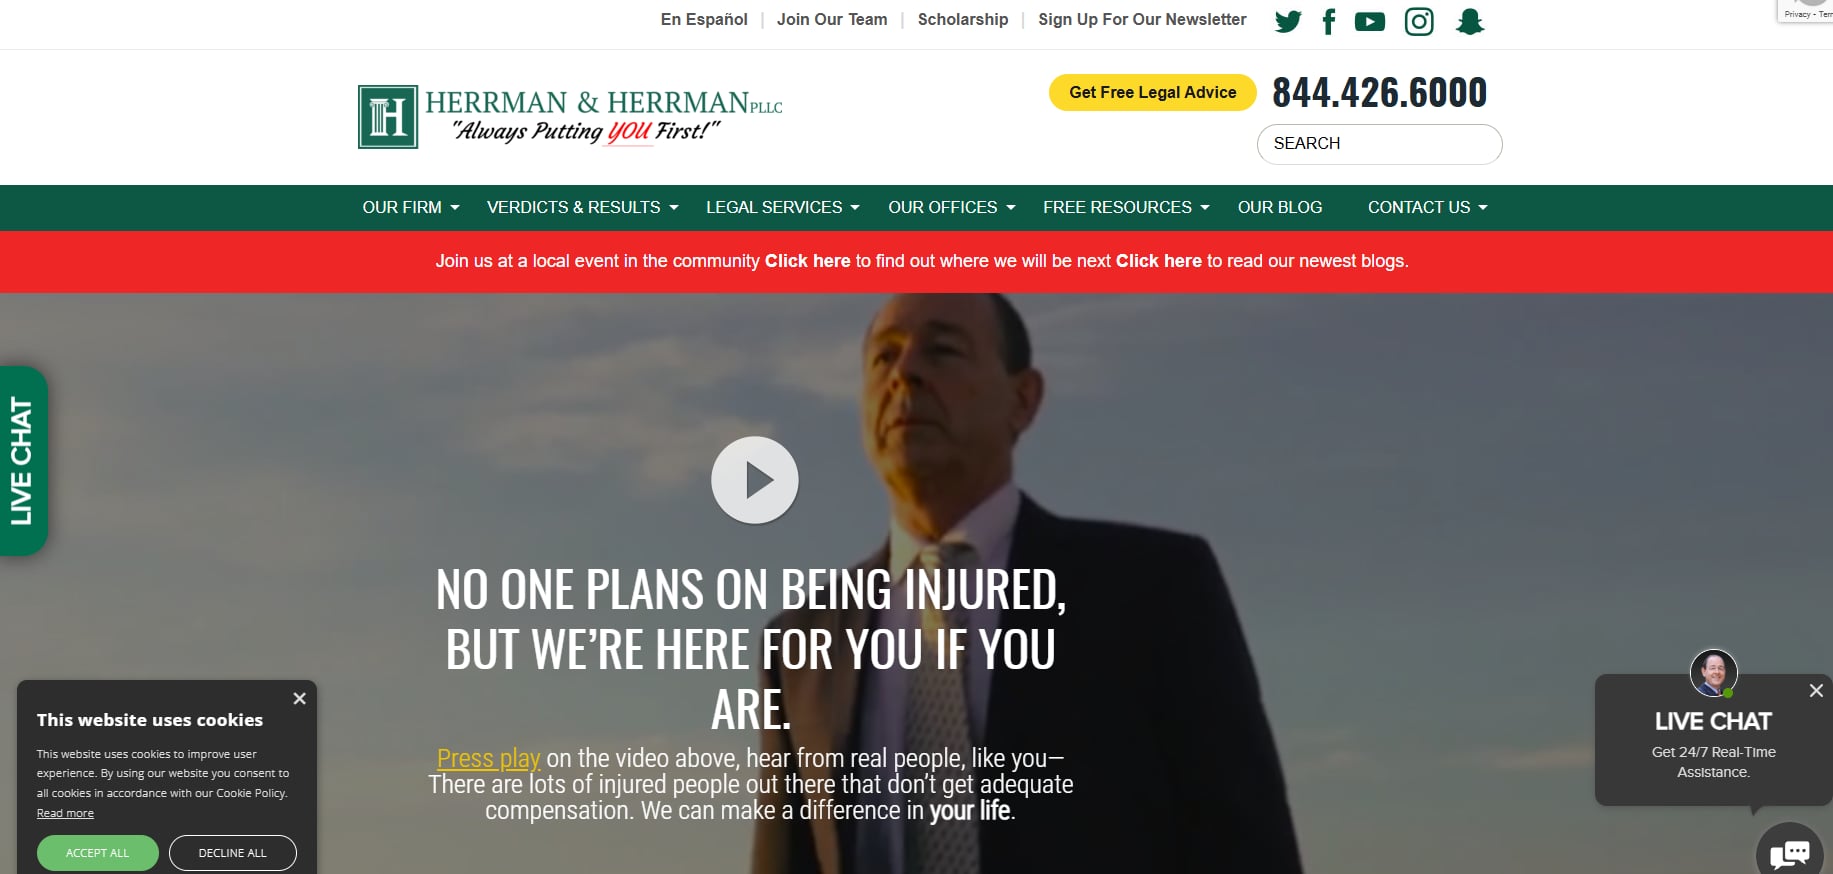 En Español | Join Our Team | Scholarship | Sign Up For Our Newsletter
Privacy - Terr
HERRMAN & HERRMAN PLLC
"Always Putting YOU First!"
Get Free Legal Advice 844.426.6000
SEARCH
OUR FIRM VERDICTS & RESULTS LEGAL SERVICES OUR OFFICES FREE RESOURCES OUR BLOG CONTACT US
Join us at a local event in the community Click here to find out where we will be next Click here to read our newest blogs.
LIVE CHAT
NO ONE PLANS ON BEING INJURED,
BUT WE’RE HERE FOR YOU IF YOU
ARE.
Press play on the video above, hear from real people, like you—
There are lots of injured people out there that don’t get adequate
compensation. We can make a difference in your life.
This website uses cookies
This website uses cookies to improve user
experience. By using our website you consent to
all cookies in accordance with our Cookie Policy.
Read more
ACCEPT ALL DECLINE ALL
LIVE CHAT
Get 24/7 Real-Time
Assistance.